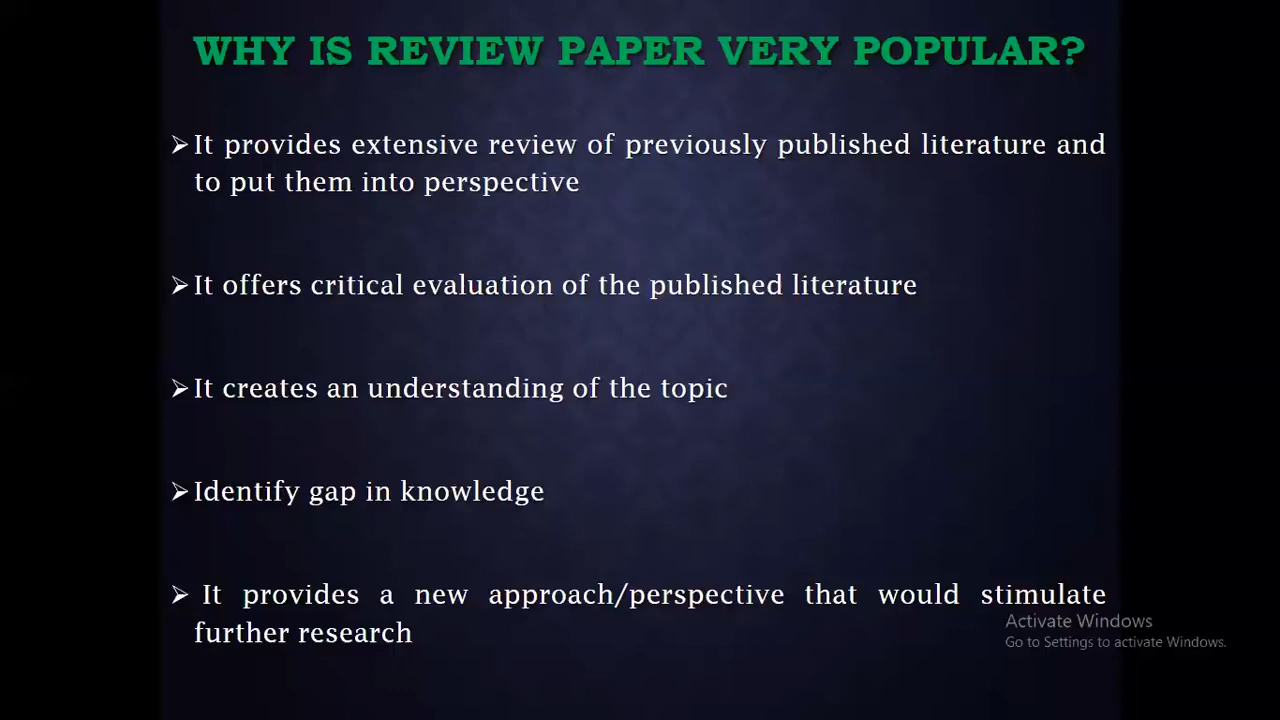 WHY IS REVIEW PAPER VERY POPULAR?
➢It provides extensive review of previously published literature and
to put them into perspective
➢It offers critical evaluation of the published literature
➢It creates an understanding of the topic
➢Identify gap in knowledge
➢ It provides a new approach/perspective that would stimulate
further research
Activate Windows
Go to Settings to activate Windows.